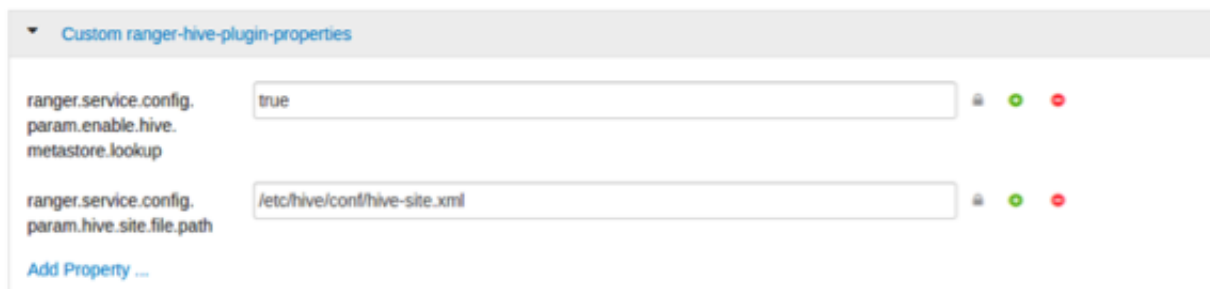 Custom ranger-hive-plugin-properties
ranger.service.config.
param.enable.hive.
metastore.lookup
true
ranger.service.config.
param.hive.site.file.path
/etc/hive/conf/hive-site.xml
Add Property ...